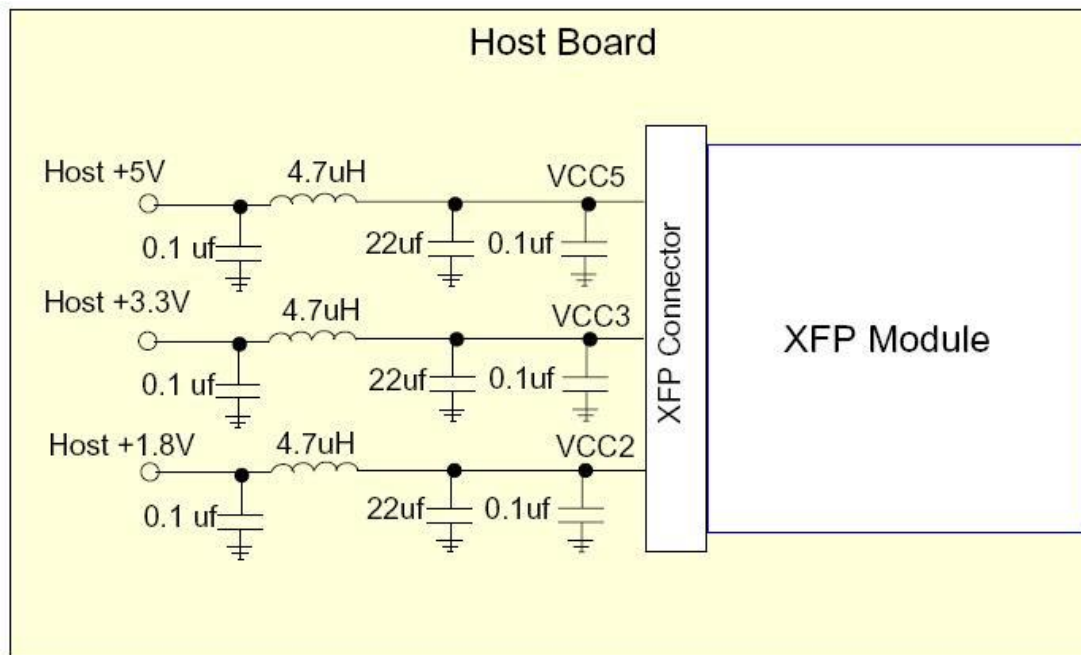 Host Board
Host +5V
4.7uH
VCC5
0.1 uf
22uf
0.1uf
Host +3.3V
4.7uH
VCC3
0.1 uf
22uf
0.1uf
Host +1.8V
4.7uH
VCC2
0.1 uf
22uf
0.1uf
XFP Connector
XFP Module